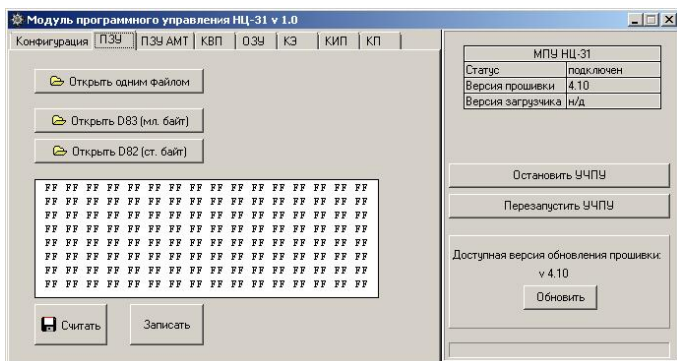 Модуль программного управления НЦ-31 v 1.0
Конфигурация ПЗУ ПЗУ АМТ КВП ОЗУ КЭ КИП КП
Открыть одним файлом
Открыть D83 (мл. байт)
Открыть D82 (ст. байт)
FF FF FF FF FF FF FF FF FF FF FF FF FF FF FF FF
FF FF FF FF FF FF FF FF FF FF FF FF FF FF FF FF
FF FF FF FF FF FF FF FF FF FF FF FF FF FF FF FF
FF FF FF FF FF FF FF FF FF FF FF FF FF FF FF FF
FF FF FF FF FF FF FF FF FF FF FF FF FF FF FF FF
FF FF FF FF FF FF FF FF FF FF FF FF FF FF FF FF
FF FF FF FF FF FF FF FF FF FF FF FF FF FF FF FF
FF FF FF FF FF FF FF FF FF FF FF FF FF FF FF FF
Считать Записать
МПУ НЦ-31
Статус подключен
Версия прошивки 4.10
Версия загрузчика н/д
Остановить УЧПУ
Перезапустить УЧПУ
Доступная версия обновления прошивки:
v 4.10
Обновить